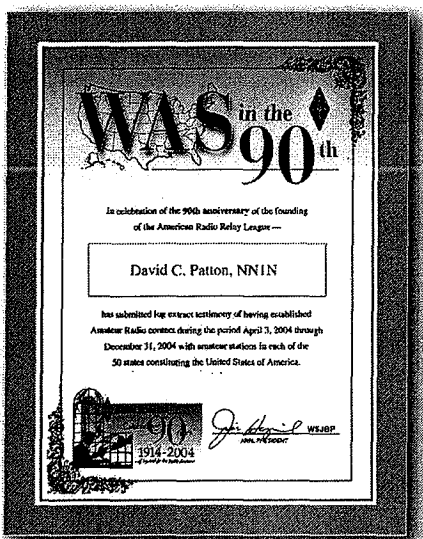 WAS in the
90th
In celebration of the 90th anniversary of the founding
of the American Radio Relay League —
David C. Patton, NN1N
has submitted log extract testimony of having established
Amateur Radio contact during the period April 3, 2004 through
December 31, 2004 with amateur stations in each of the
50 states constituting the United States of America.
90
1914-2004
W5JBP
ARRL PRESIDENT